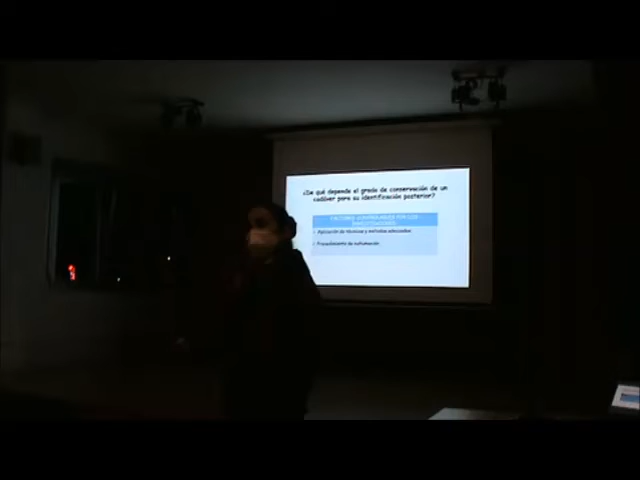 ¿De qué depende el grado de conservación de un
cadáver para su identificación posterior?
FACTORES CONTROLABLES POR LOS
INVESTIGADORES
Aplicación de técnicas y métodos adecuados
Procedimiento de exhumación